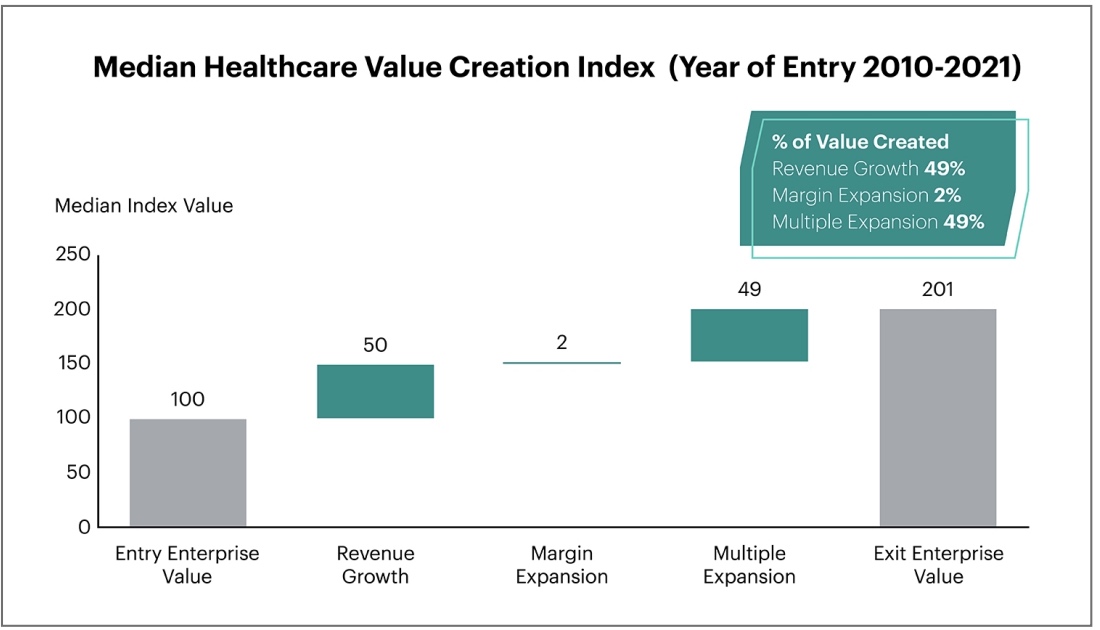 Median Healthcare Value Creation Index (Year of Entry 2010-2021)
% of Value Created
Revenue Growth 49%
Margin Expansion 2%
Multiple Expansion 49%
Median Index Value
250
200
150
100
50
0
100
50
2
49
201
Entry Enterprise
Value
Revenue
Growth
Margin
Expansion
Multiple
Expansion
Exit Enterprise
Value